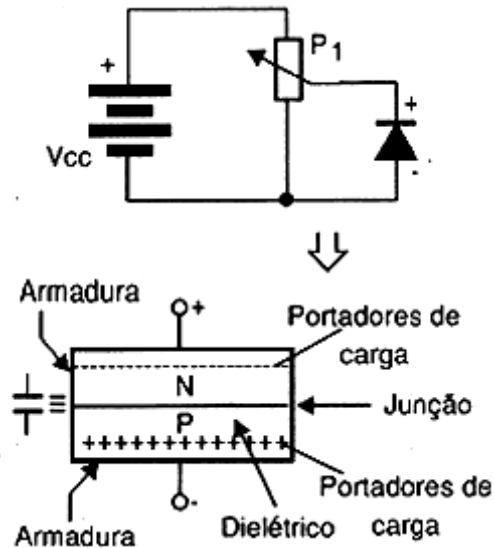 +
P1
+
Vcc
-
Armadura
+
Portadores de
carga
N
Junção
P
+++++++++++++
Portadores de
carga
-
Dielétrico
Armadura